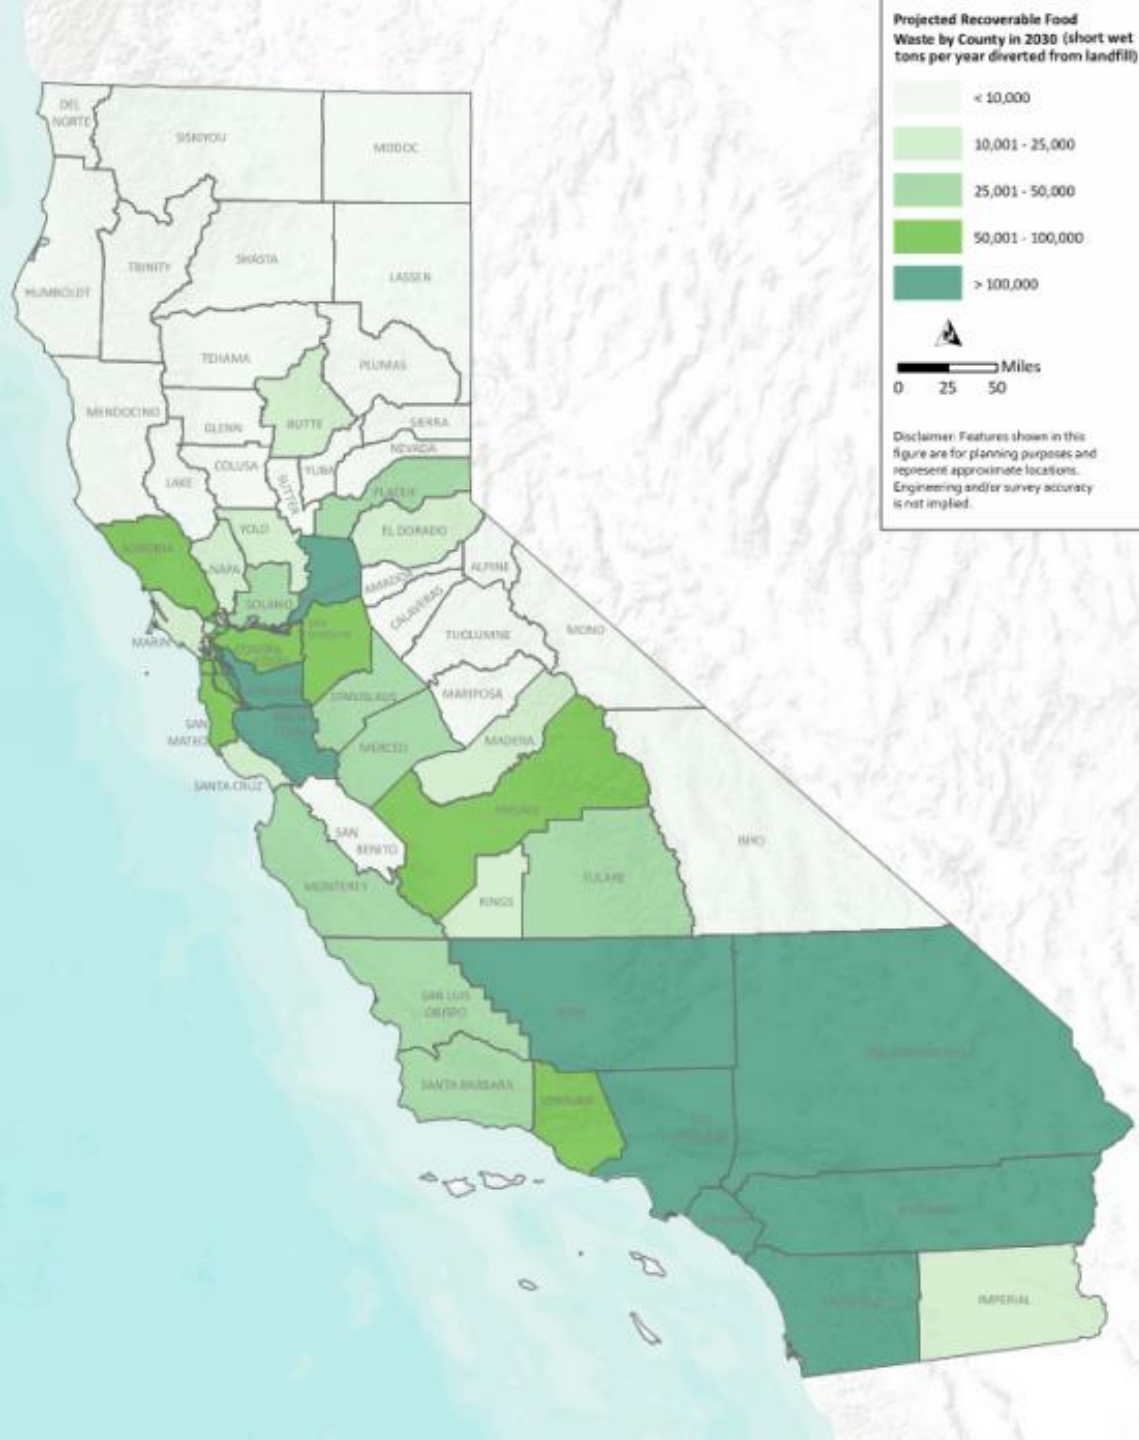 Projected Recoverable Food
Waste by County in 2030 (short wet
tons per year diverted from landfill)
< 10,000
10,001 - 25,000
25,001 - 50,000
50,001 - 100,000
> 100,000
Miles
0 25 50
Disclaimer: Features shown in this
figure are for planning purposes and
represent approximate locations.
Engineering and/or survey accuracy
is not implied.
DEL
NORTE
SISKIYOU
MODOC
HUMBOLDT
TRINITY
SHASTA
LASSEN
TEHAMA
PLUMAS
MENDOCINO
GLENN
BUTTE
SIERRA
NEVADA
LAKE
COLUSA
SUTTER
YUBA
PLACER
SONOMA
NAPA
YOLO
EL DORADO
SOLANO
AMADOR
ALPINE
CALAVERAS
MARIN
CONTRA
SAN
TUOLUMNE
MONO
STANISLAUS
MARIPOSA
SAN
MATEO
MERCED
MADERA
SANTA CRUZ
SAN
BENITO
FRESNO
INYO
MONTEREY
KINGS
TULARE
SAN LUIS
OBISPO
KERN
SANTA BARBARA
VENTURA
IMPERIAL